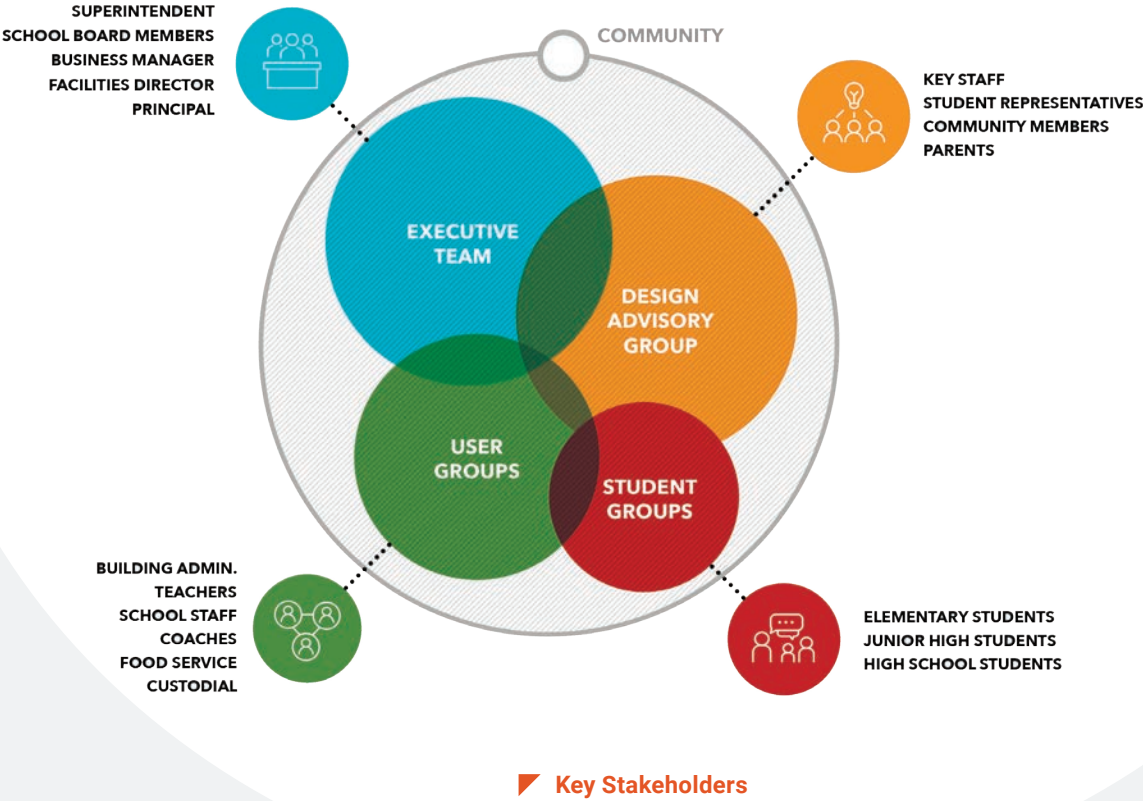 SUPERINTENDENT
SCHOOL BOARD MEMBERS
BUSINESS MANAGER
FACILITIES DIRECTOR
PRINCIPAL
COMMUNITY
KEY STAFF
STUDENT REPRESENTATIVES
COMMUNITY MEMBERS
PARENTS
EXECUTIVE
TEAM
DESIGN
ADVISORY
GROUP
USER
GROUPS
STUDENT
GROUPS
BUILDING ADMIN.
TEACHERS
SCHOOL STAFF
COACHES
FOOD SERVICE
CUSTODIAL
ELEMENTARY STUDENTS
JUNIOR HIGH STUDENTS
HIGH SCHOOL STUDENTS
Key Stakeholders